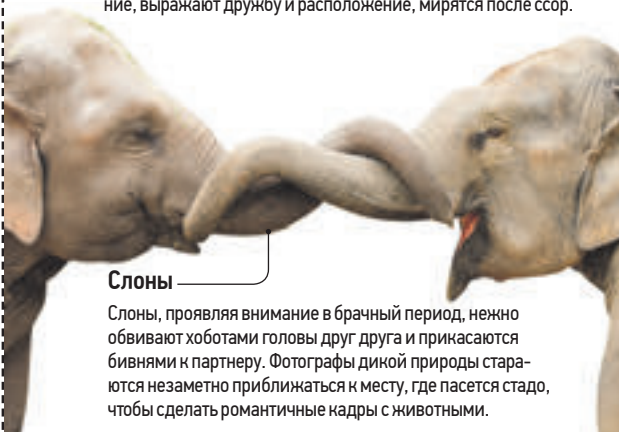 ние, выражают дружбу и расположение, мирятся после ссор.
Слоны
Слоны, проявляя внимание в брачный период, нежно
обвивают хоботами головы друг друга и прикасаются
бивнями к партнеру. Фотографы дикой природы стара-
ются незаметно приближаться к месту, где пасется стадо,
чтобы сделать романтичные кадры с животными.